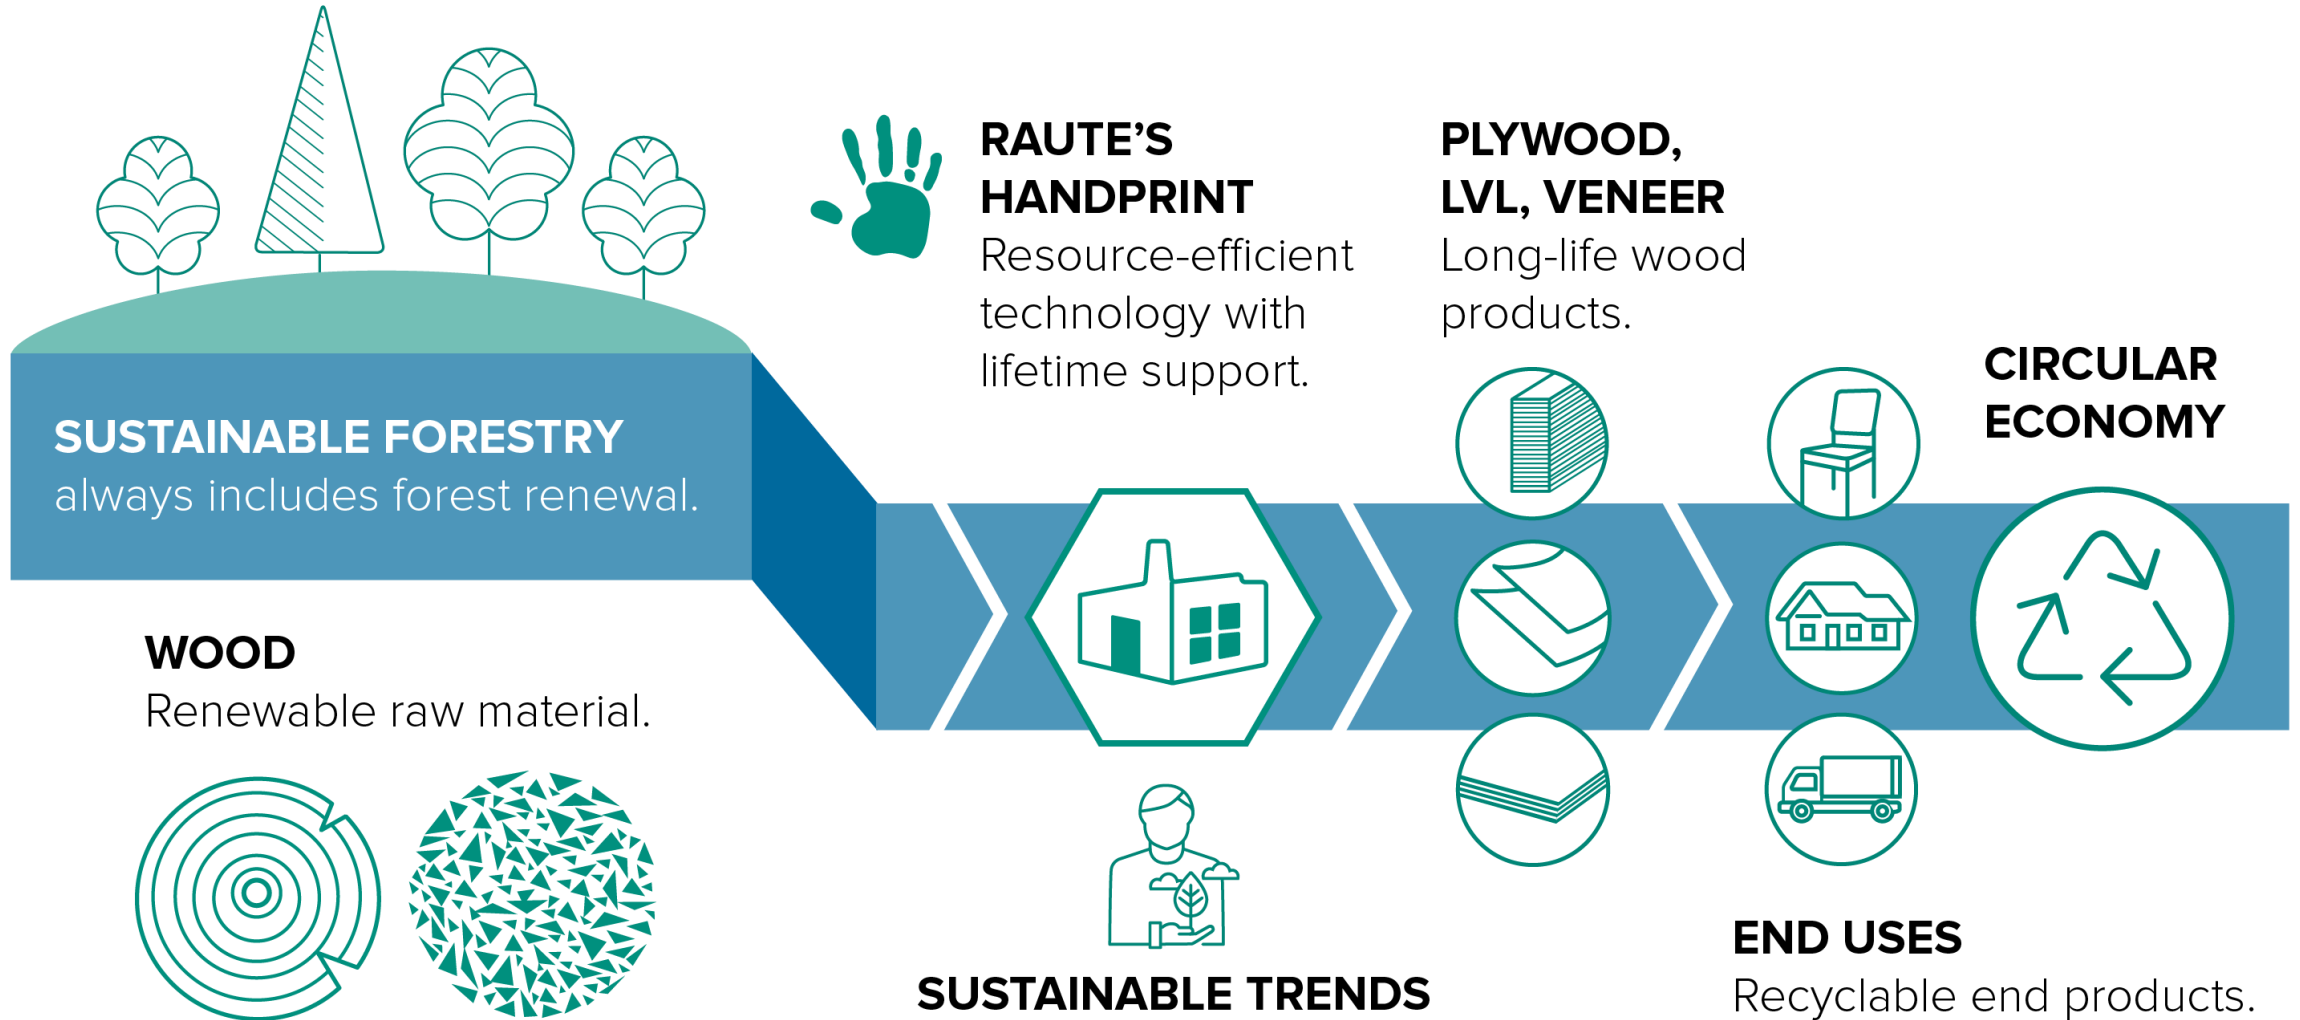 SUSTAINABLE FORESTRY
always includes forest renewal.
WOOD
Renewable raw material.
RAUTE’S
HANDPRINT
Resource-efficient
technology with
lifetime support.
SUSTAINABLE TRENDS
PLYWOOD,
LVL, VENEER
Long-life wood
products.
END USES
Recyclable end products.
CIRCULAR
ECONOMY